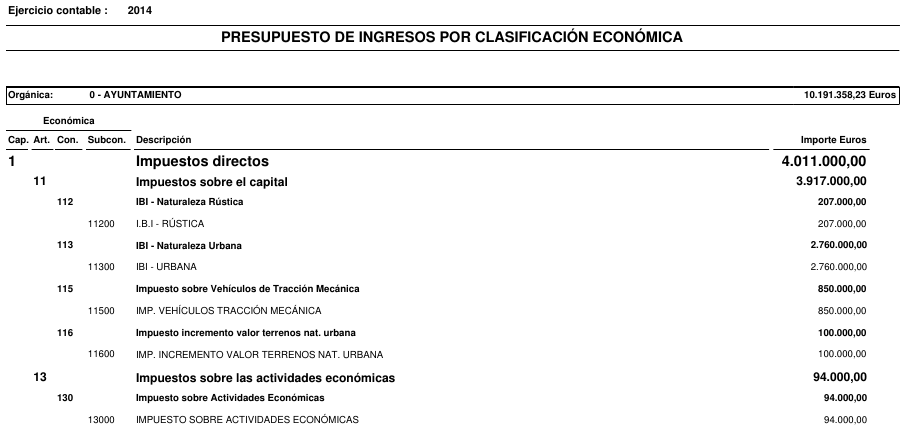 Ejercicio contable : 2014
PRESUPUESTO DE INGRESOS POR CLASIFICACIÓN ECONÓMICA
Orgánica: 0 - AYUNTAMIENTO 10.191.358,23 Euros
Económica
Cap. Art. Con. Subcon. Descripción Importe Euros
1 Impuestos directos 4.011.000,00
11 Impuestos sobre el capital 3.917.000,00
112 IBI - Naturaleza Rústica 207.000,00
11200 I.B.I - RÚSTICA 207.000,00
113 IBI - Naturaleza Urbana 2.760.000,00
11300 IBI - URBANA 2.760.000,00
115 Impuesto sobre Vehículos de Tracción Mecánica 850.000,00
11500 IMP. VEHÍCULOS TRACCIÓN MECÁNICA 850.000,00
116 Impuesto incremento valor terrenos nat. urbana 100.000,00
11600 IMP. INCREMENTO VALOR TERRENOS NAT. URBANA 100.000,00
13 Impuestos sobre las actividades económicas 94.000,00
130 Impuesto sobre Actividades Económicas 94.000,00
13000 IMPUESTO SOBRE ACTIVIDADES ECONÓMICAS 94.000,00